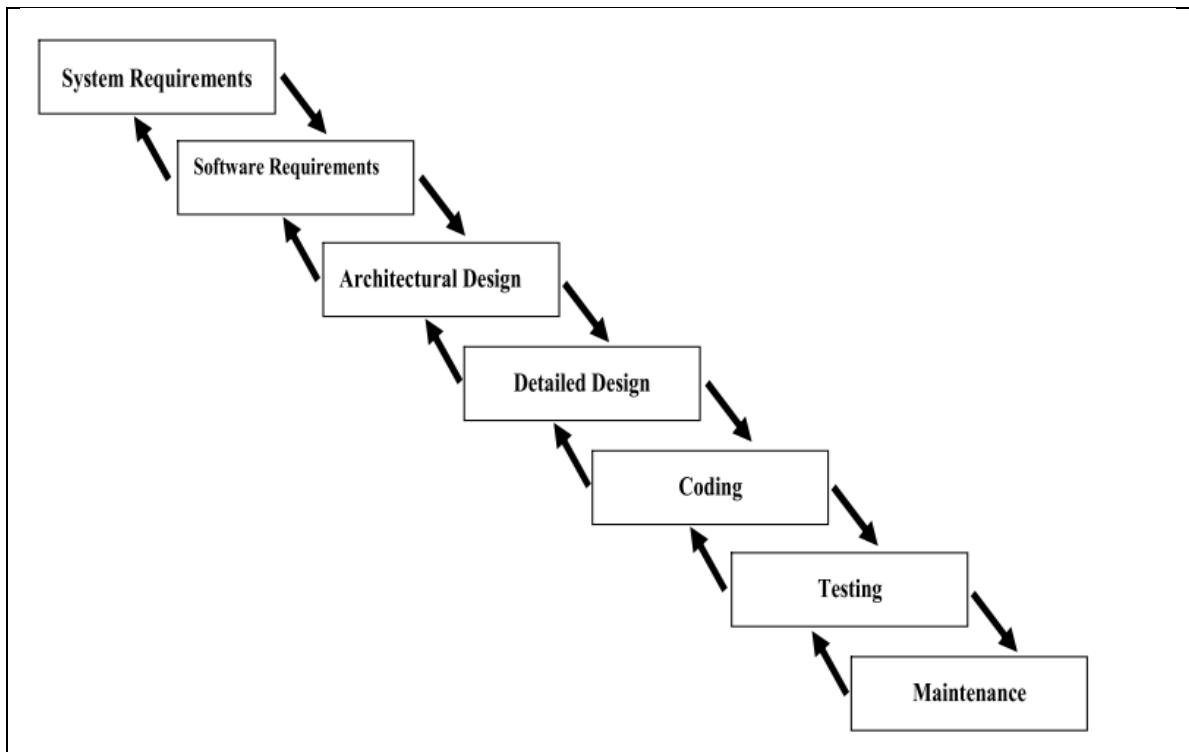 System Requirements
Software Requirements
Architectural Design
Detailed Design
Coding
Testing
Maintenance